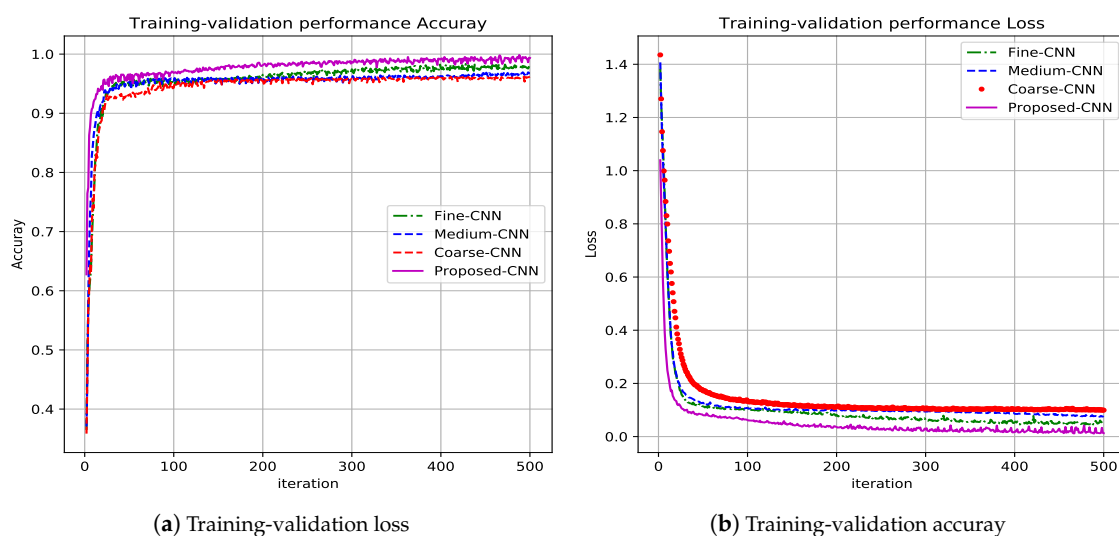 Training-validation performance Accuray
1.0
0.9
0.8
0.7
0.6
0.5
0.4
Accuray
Fine-CNN
Medium-CNN
Coarse-CNN
Proposed-CNN
0 100 200 300 400 500
iteration
(a) Training-validation loss
Training-validation performance Loss
1.4
1.2
1.0
0.8
0.6
0.4
0.2
0.0
Loss
Fine-CNN
Medium-CNN
Coarse-CNN
Proposed-CNN
0 100 200 300 400 500
iteration
(b) Training-validation accuray